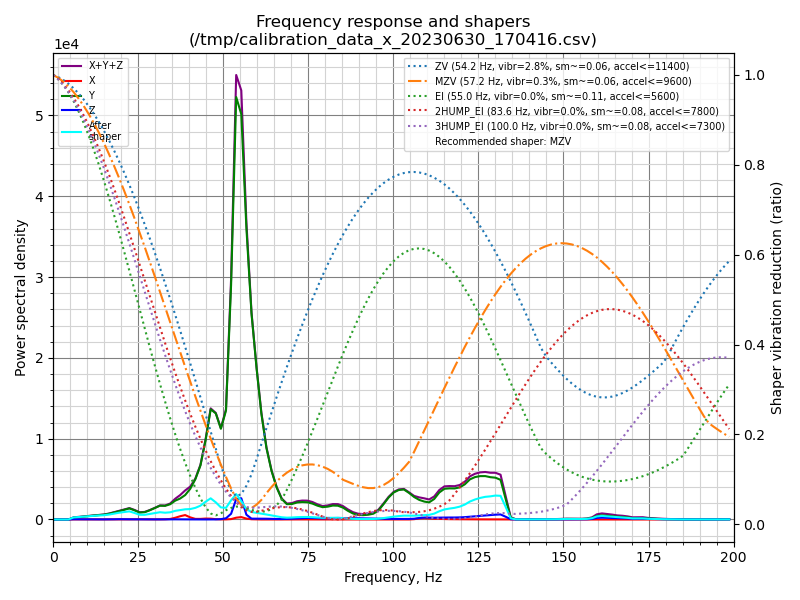 Frequency response and shapers
(/tmp/calibration_data_x_20230630_170416.csv)
1e4
X+Y+Z
X
Y
Z
After
shaper
ZV (54.2 Hz, vibr=2.8%, sm~=0.06, accel<=11400)
MZV (57.2 Hz, vibr=0.3%, sm~=0.06, accel<=9600)
EI (55.0 Hz, vibr=0.0%, sm~=0.11, accel<=5600)
2HUMP_EI (83.6 Hz, vibr=0.0%, sm~=0.08, accel<=7800)
3HUMP_EI (100.0 Hz, vibr=0.0%, sm~=0.08, accel<=7300)
Recommended shaper: MZV
Power spectral density
5
4
3
2
1
0
1.0
0.8
0.6
0.4
0.2
0.0
Shaper vibration reduction (ratio)
0 25 50 75 100 125 150 175 200
Frequency, Hz